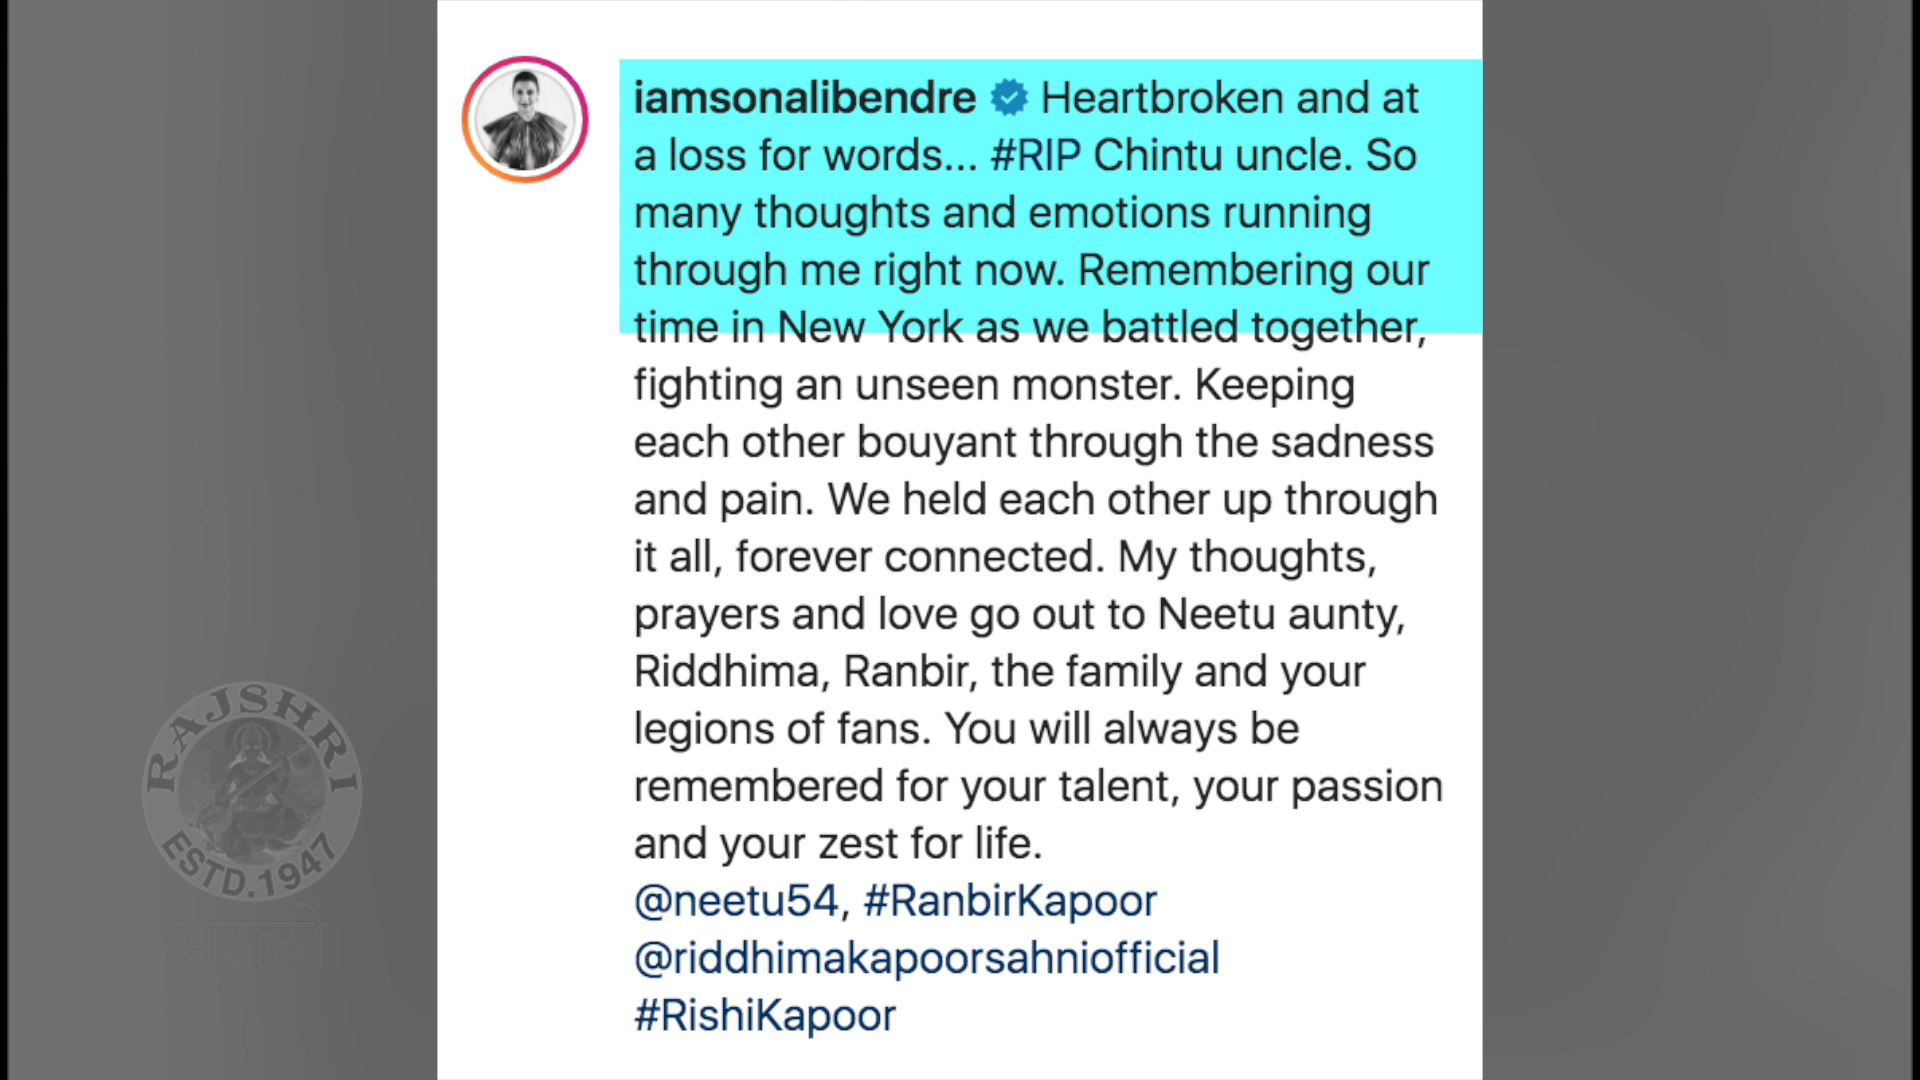 iamsonalibendre Heartbroken and at
a loss for words... #RIP Chintu uncle. So
many thoughts and emotions running
through me right now. Remembering our
time in New York as we battled together,
fighting an unseen monster. Keeping
each other bouyant through the sadness
and pain. We held each other up through
it all, forever connected. My thoughts,
prayers and love go out to Neetu aunty,
Riddhima, Ranbir, the family and your
legions of fans. You will always be
remembered for your talent, your passion
and your zest for life.
@neetu54, #RanbirKapoor
@riddhimakapoorsahniofficial
#RishiKapoor
RAJSHRI
ESTD.1947
मराठी